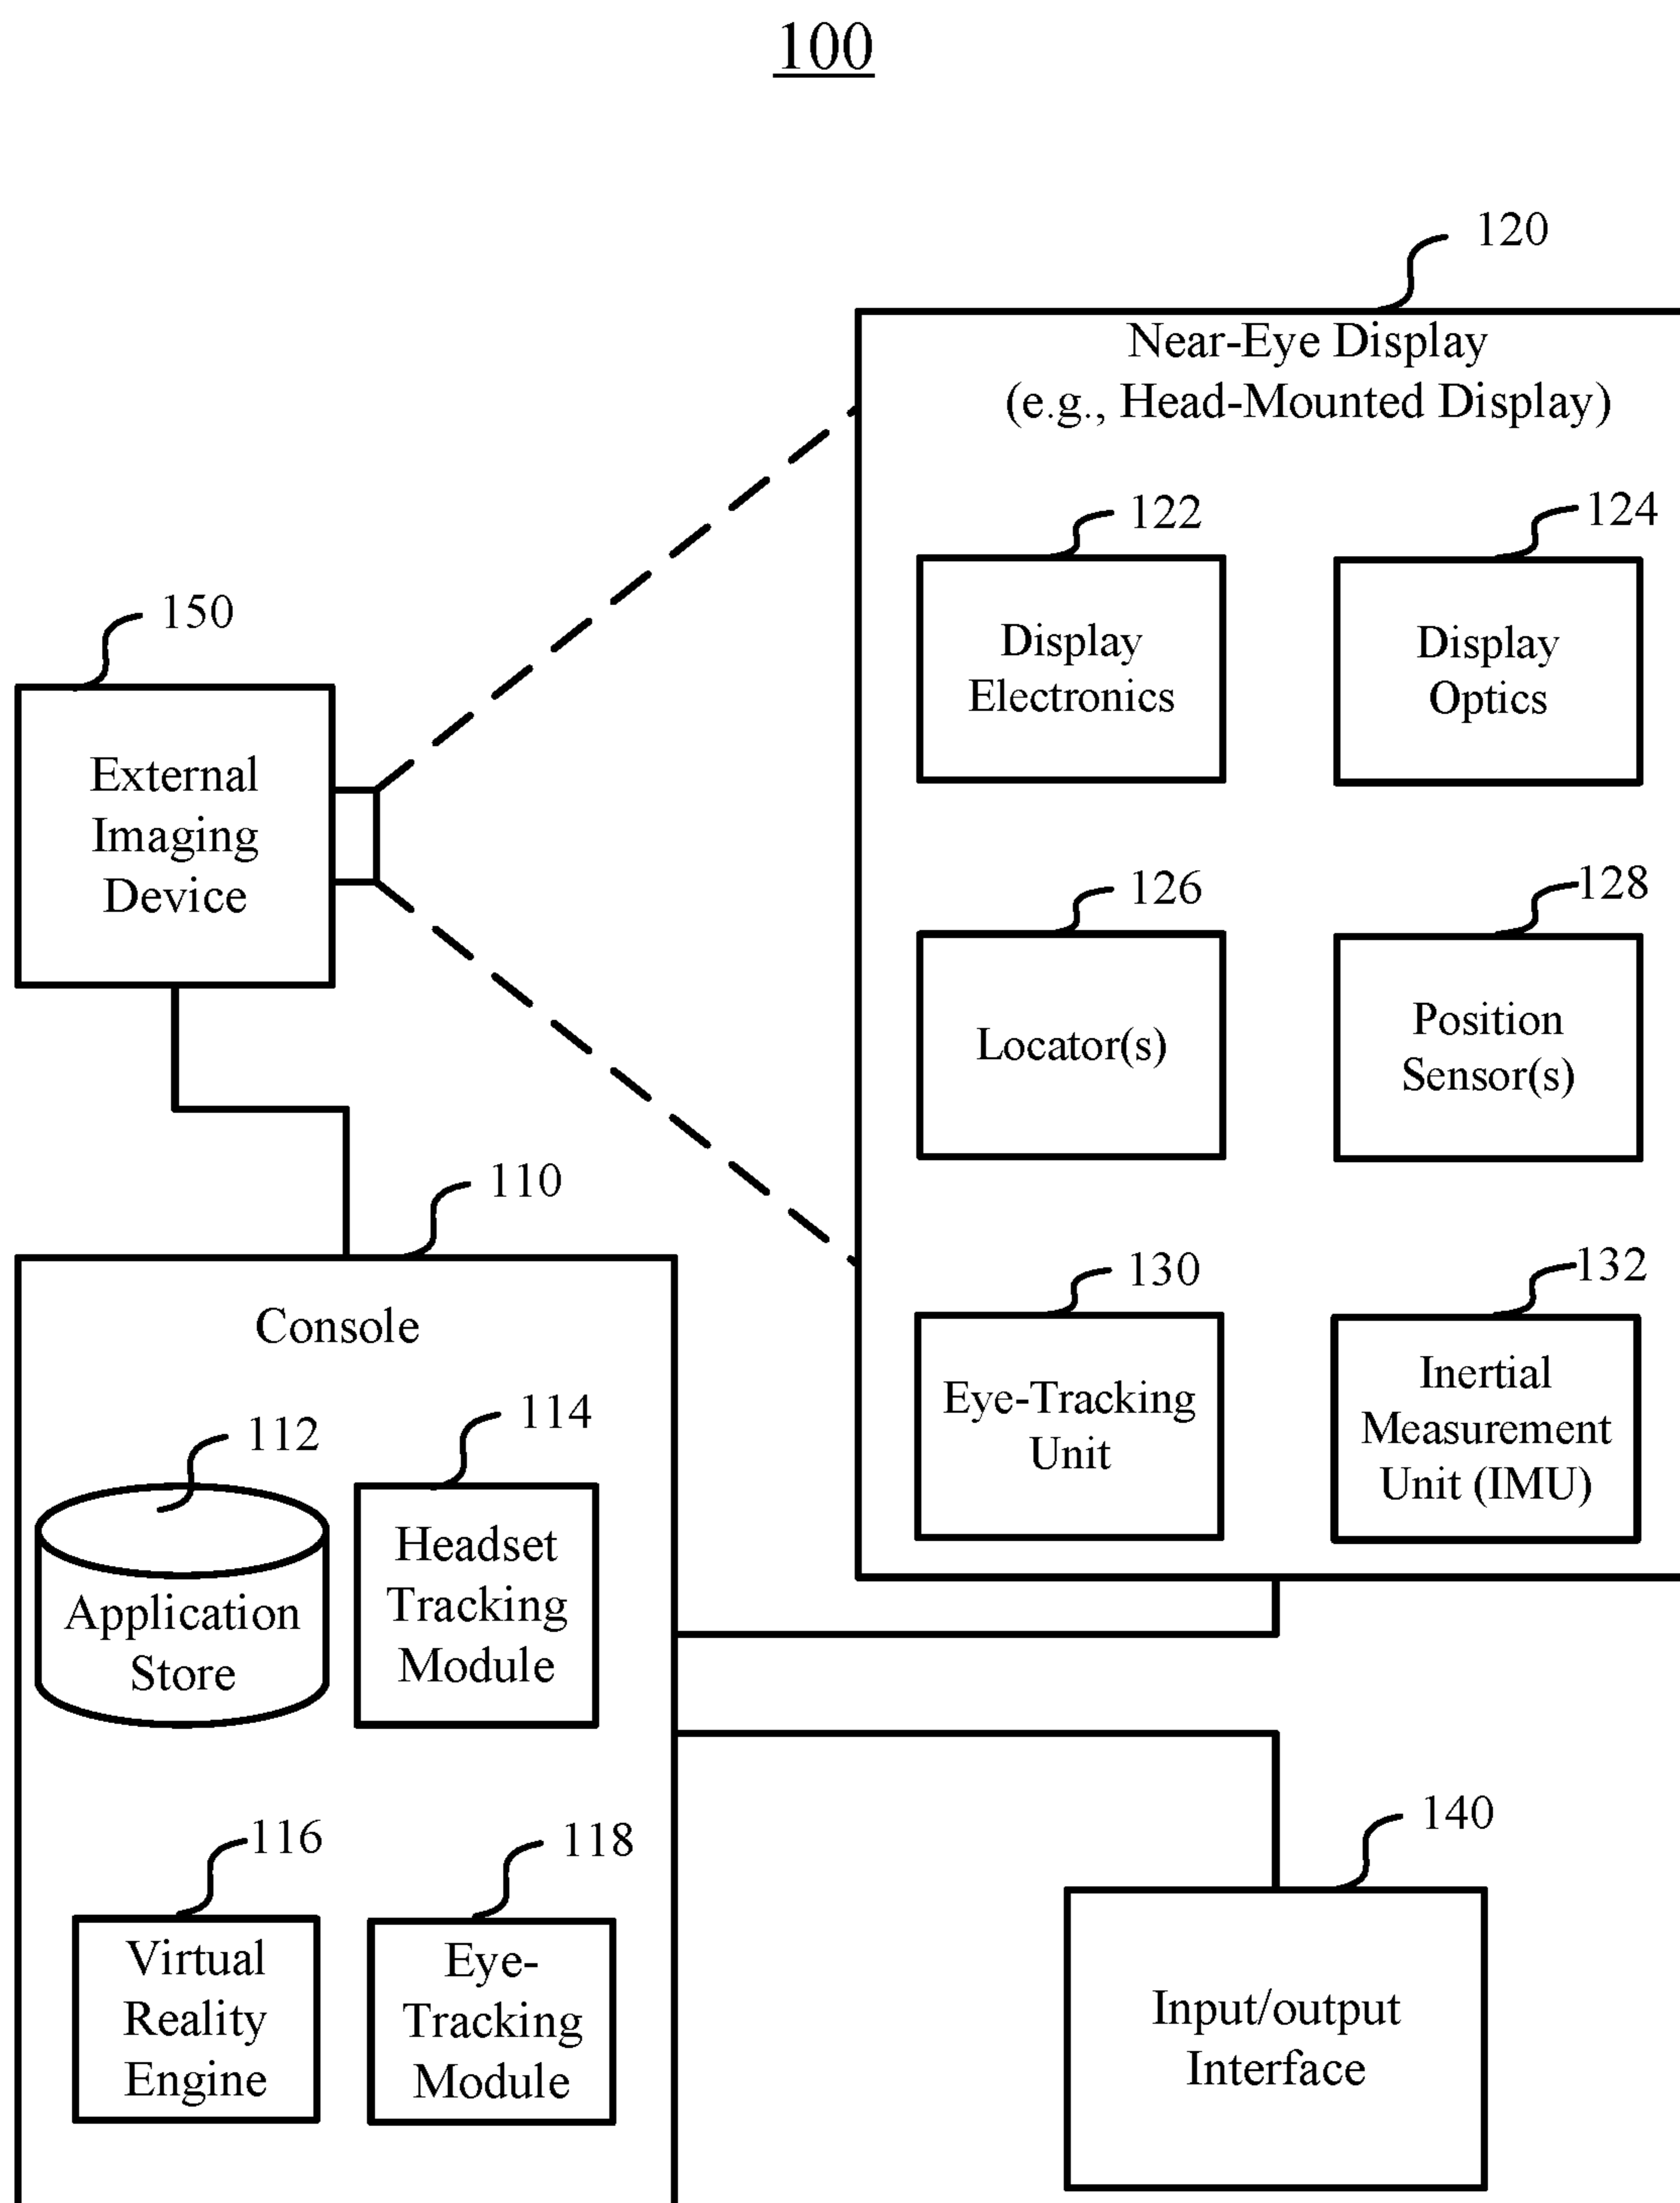 100
120
Near-Eye Display
(e.g., Head-Mounted Display)
122
Display
Electronics
124
Display
Optics
150
External
Imaging
Device
126
Locator(s)
128
Position
Sensor(s)
130
Eye-Tracking
Unit
132
Inertial
Measurement
Unit (IMU)
110
Console
112
Application
Store
114
Headset
Tracking
Module
116
Virtual
Reality
Engine
118
Eye-
Tracking
Module
140
Input/output
Interface